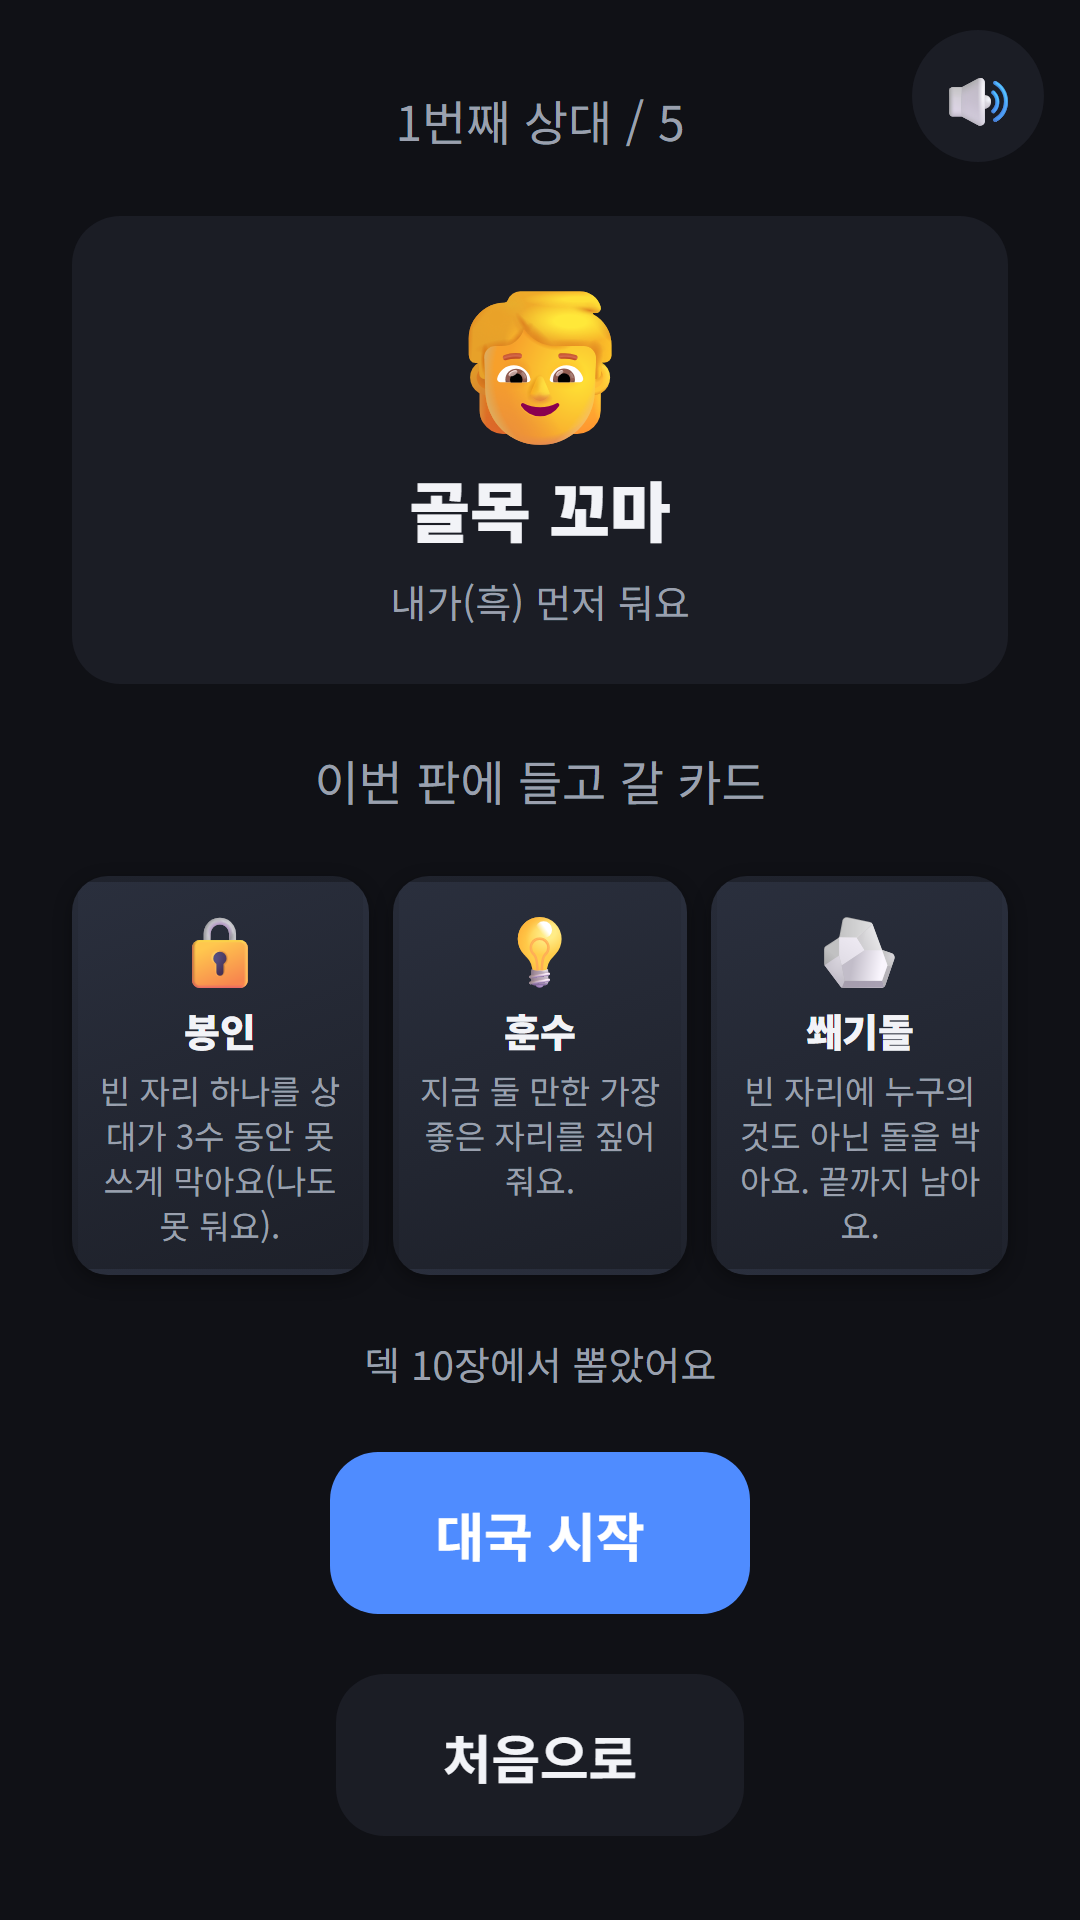 1번째 상대 / 5
골목 꼬마
내가(흑) 먼저 둬요
이번 판에 들고 갈 카드
봉인
빈 자리 하나를 상
대가 3수 동안 못
쓰게 막아요(나도
못 둬요).
훈수
지금 둘 만한 가장
좋은 자리를 짚어
줘요.
쐐기돌
빈 자리에 누구의
것도 아닌 돌을 박
아요. 끝까지 남아
요.
덱 10장에서 뽑았어요
대국 시작
처음으로